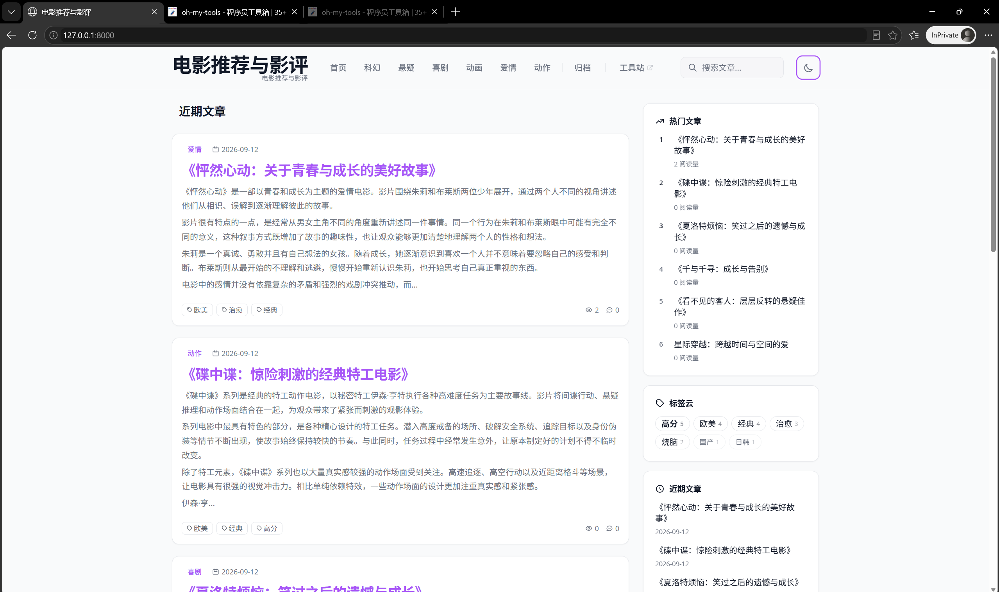 电影推荐与影评
oh-my-tools - 程序员工具箱 | 35+
oh-my-tools - 程序员工具箱 | 35+
127.0.0.1:8000
InPrivate
电影推荐与影评
电影推荐与影评
首页 科幻 悬疑 喜剧 动画 爱情 动作 归档 工具站
搜索文章...
近期文章
爱情 2026-09-12
《怦然心动：关于青春与成长的美好故事》
《怦然心动》是一部以青春和成长为主题的爱情电影。影片围绕朱莉和布莱斯两位少年展开，通过两个人不同的视角讲述
他们从相识、误解到逐渐理解彼此的故事。
影片很有特点的一点，是经常从男女主角不同的角度重新讲述同一件事情。同一个行为在朱莉和布莱斯眼中可能有完全不
同的意义，这种叙事方式既增加了故事的趣味性，也让观众能够更加清楚地理解两个人的性格和想法。
朱莉是一个真诚、勇敢并且有自己想法的女孩。随着成长，她逐渐意识到喜欢一个人并不意味着要忽略自己的感受和判
断。布莱斯则从最开始的不理解和逃避，慢慢开始重新认识朱莉，也开始思考自己真正重视的东西。
电影中的感情并没有依靠复杂的矛盾和强烈的戏剧冲突推动，而...
欧美 治愈 经典
2 0
动作 2026-09-12
《碟中谍：惊险刺激的经典特工电影》
《碟中谍》系列是经典的特工动作电影，以秘密特工伊森·亨特执行各种高难度任务为主要故事线。影片将间谍行动、悬疑
推理和动作场面结合在一起，为观众带来了紧张而刺激的观影体验。
系列电影中最具有特色的部分，是各种精心设计的特工任务。潜入高度戒备的场所、破解安全系统、追踪目标以及身份伪
装等情节不断出现，使故事始终保持较快的节奏。与此同时，任务过程中经常发生意外，让原本制定好的计划不得不临时
改变。
除了特工元素，《碟中谍》系列也以大量真实感较强的动作场面受到关注。高速追逐、高空行动以及近距离格斗等场景，
让电影具有很强的视觉冲击力。相比单纯依赖特效，一些动作场面的设计更加注重真实感和紧张感。
伊森·亨...
欧美 经典 高分
0 0
喜剧 2026-09-12
《夏洛特烦恼：笑过之后的遗憾与成长》
热门文章
1 《怦然心动：关于青春与成长的美好
故事》
2 阅读量
2 《碟中谍：惊险刺激的经典特工电
影》
0 阅读量
3 《夏洛特烦恼：笑过之后的遗憾与成
长》
0 阅读量
4 《千与千寻：成长与告别》
0 阅读量
5 《看不见的客人：层层反转的悬疑佳
作》
0 阅读量
6 星际穿越：跨越时间与空间的爱
0 阅读量
标签云
高分 5 欧美 4 经典 4 治愈 3
烧脑 2 国产 1 日韩 1
近期文章
《怦然心动：关于青春与成长的美好故
事》
2026-09-12
《碟中谍：惊险刺激的经典特工电影》
2026-09-12
《夏洛特烦恼：笑过之后的遗憾与成长》